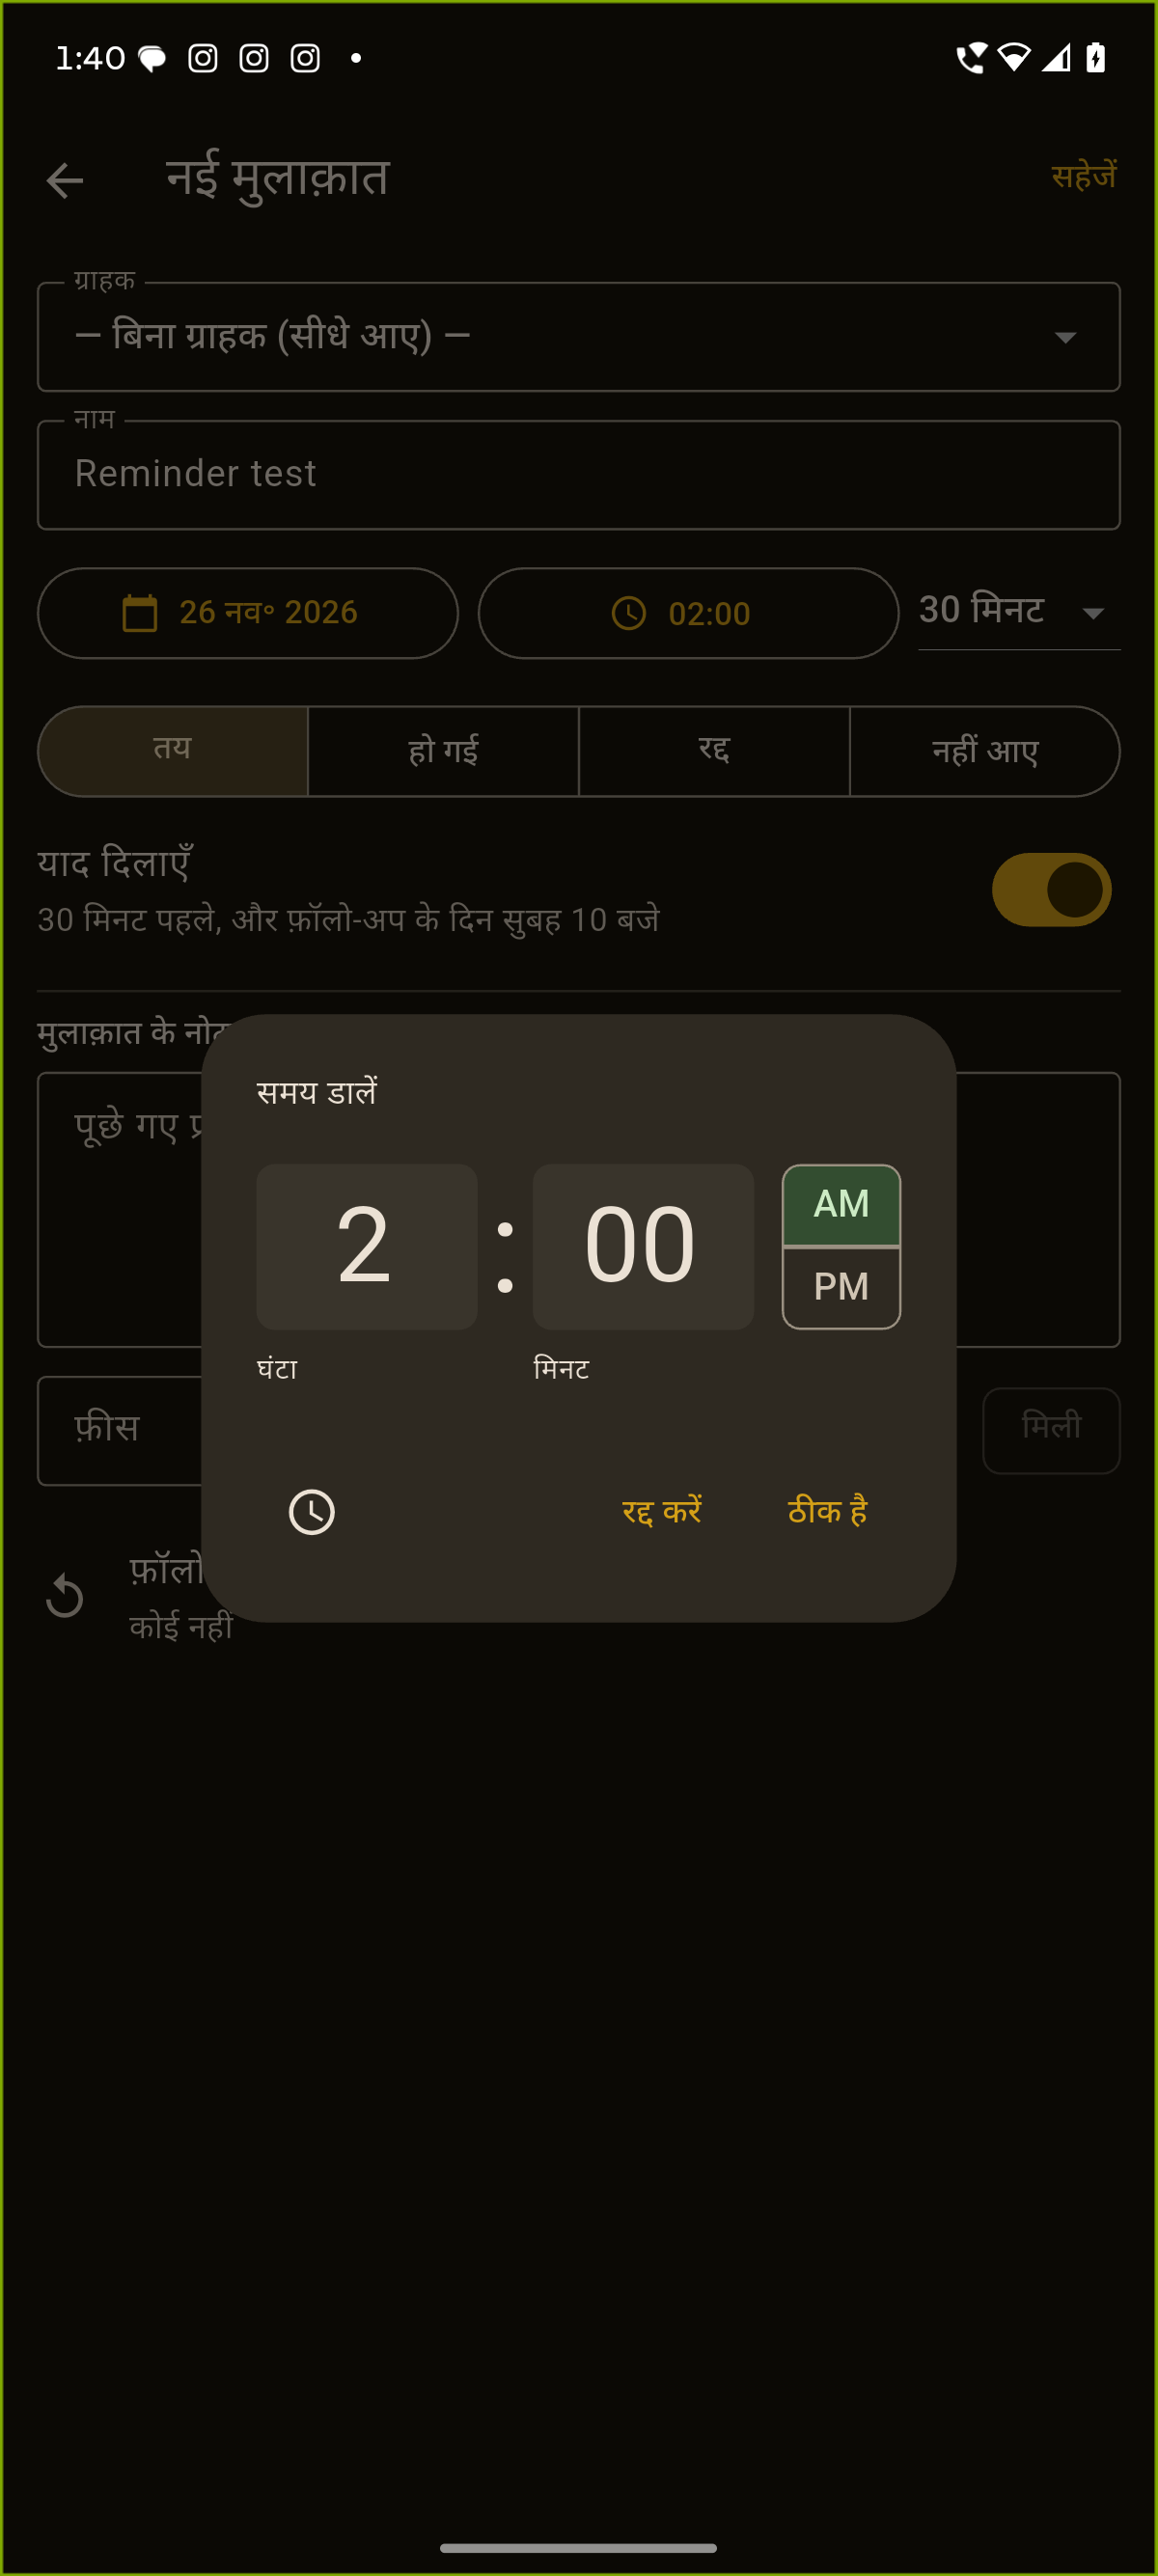 1:40
नई मुलाक़ात
सहेजें
ग्राहक
— बिना ग्राहक (सीधे आए) —
नाम
Reminder test
26 नव॰ 2026
02:00
30 मिनट
तय
हो गई
रद्द
नहीं आए
याद दिलाएँ
30 मिनट पहले, और फ़ॉलो-अप के दिन सुबह 10 बजे
मुलाक़ात के
समय डालें
पूछे गए
2 : 00
AM
PM
घंटा
मिनट
फ़ीस
मिली
रद्द करें
ठीक है
कोई नहीं